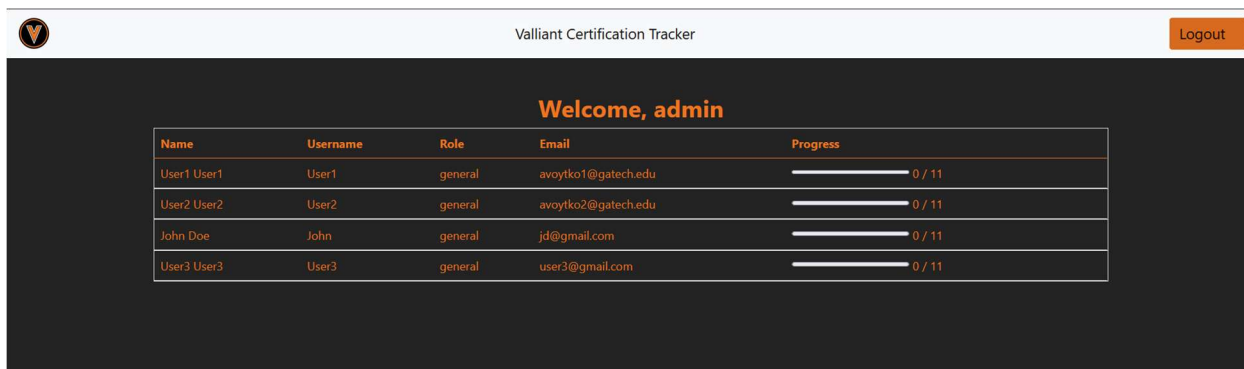 V
Valliant Certification Tracker
Logout
Welcome, admin
Name Username Role Email Progress
User1 User1 User1 general avoytko1@gatech.edu 0 / 11
User2 User2 User2 general avoytko2@gatech.edu 0 / 11
John Doe John general jd@gmail.com 0 / 11
User3 User3 User3 general user3@gmail.com 0 / 11